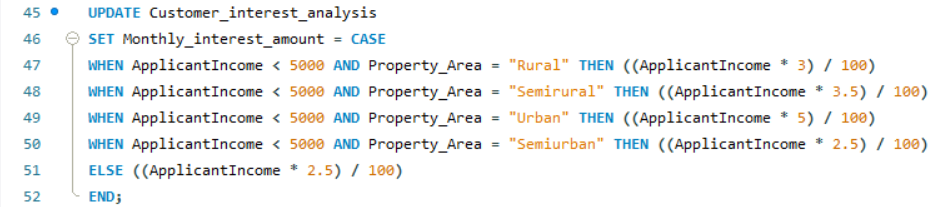 45 UPDATE Customer_interest_analysis
46 SET Monthly_interest_amount = CASE
47 WHEN ApplicantIncome < 5000 AND Property_Area = "Rural" THEN ((ApplicantIncome * 3) / 100)
48 WHEN ApplicantIncome < 5000 AND Property_Area = "Semirural" THEN ((ApplicantIncome * 3.5) / 100)
49 WHEN ApplicantIncome < 5000 AND Property_Area = "Urban" THEN ((ApplicantIncome * 5) / 100)
50 WHEN ApplicantIncome < 5000 AND Property_Area = "Semiurban" THEN ((ApplicantIncome * 2.5) / 100)
51 ELSE ((ApplicantIncome * 2.5) / 100)
52 END;